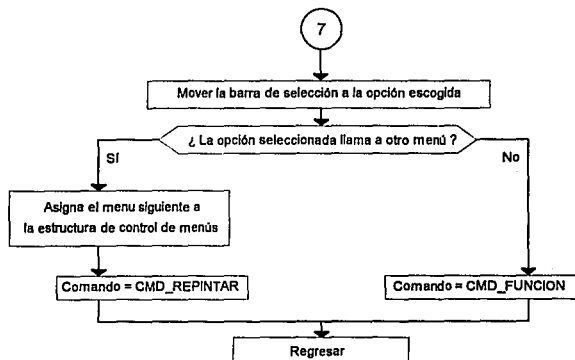 7
Mover la barra de selección a la opción escogida
¿ La opción seleccionada llama a otro menú ?
Sí
No
Asigna el menu siguiente a
la estructura de control de menús
Comando = CMD_REPINTAR
Comando = CMD_FUNCION
Regresar